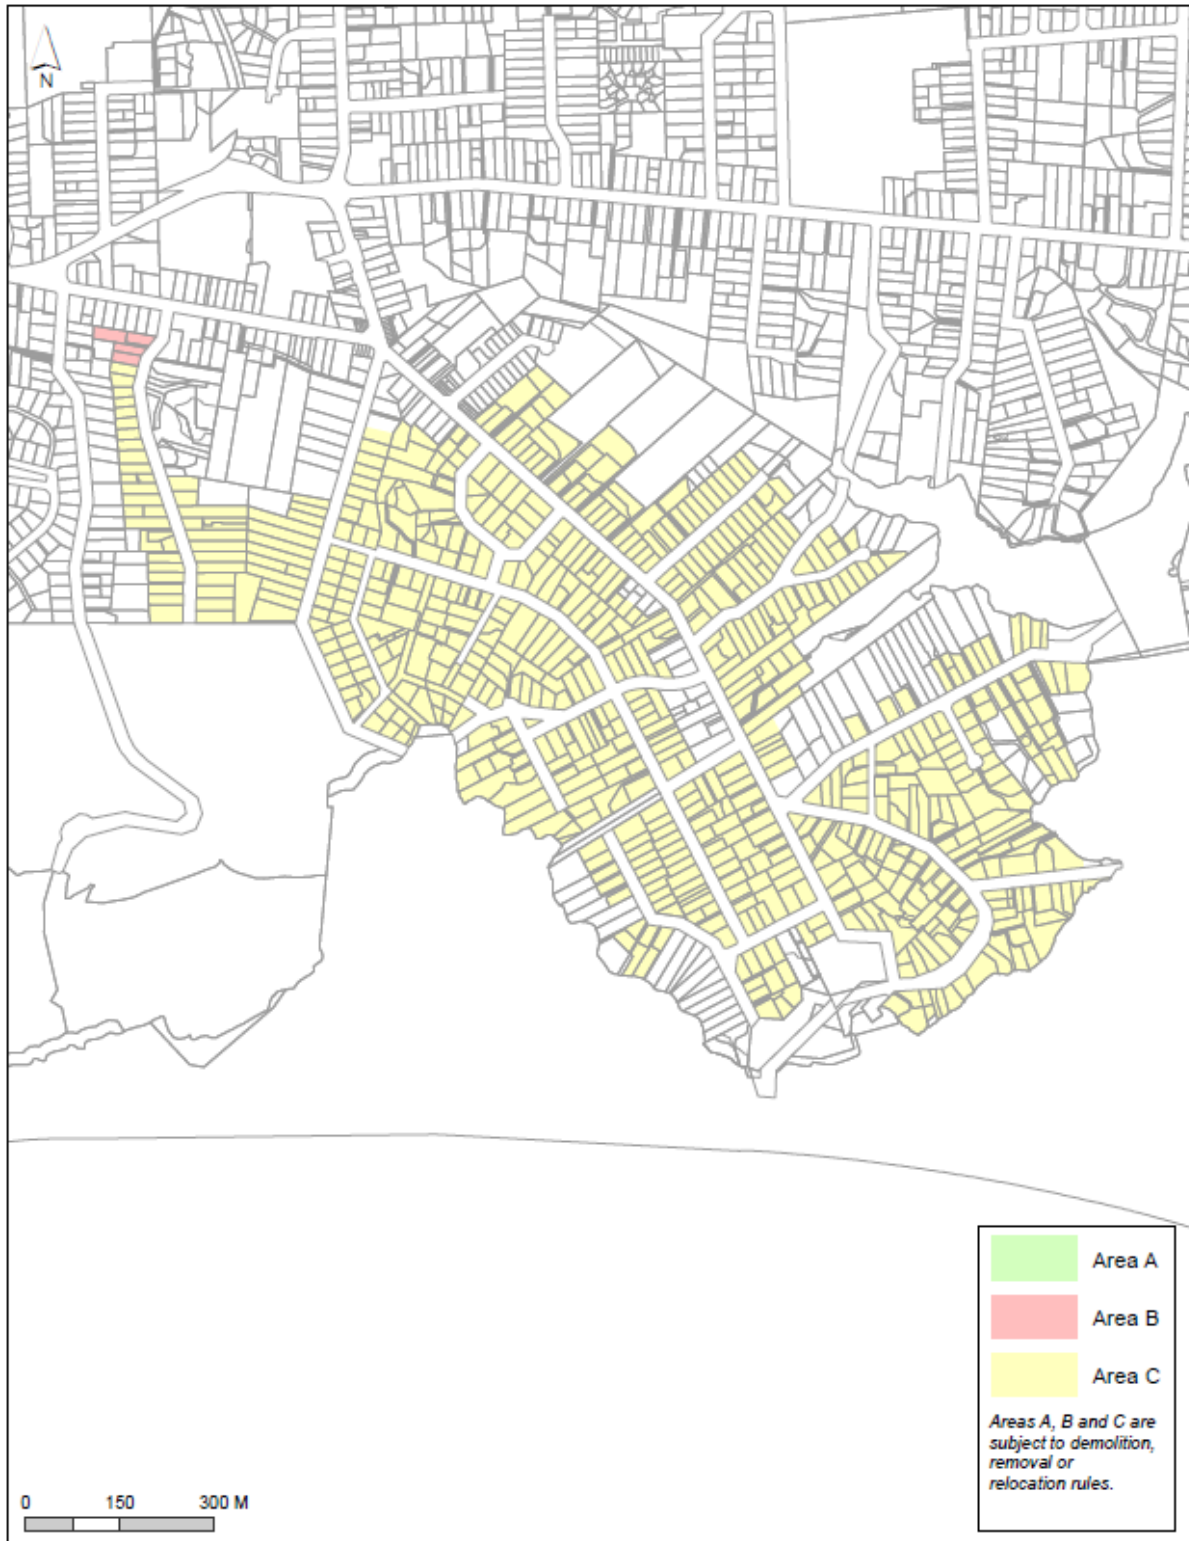 N
Area A
Area B
Area C
Areas A, B and C are
subject to demolition,
removal or
relocation rules.
0 150 300 M